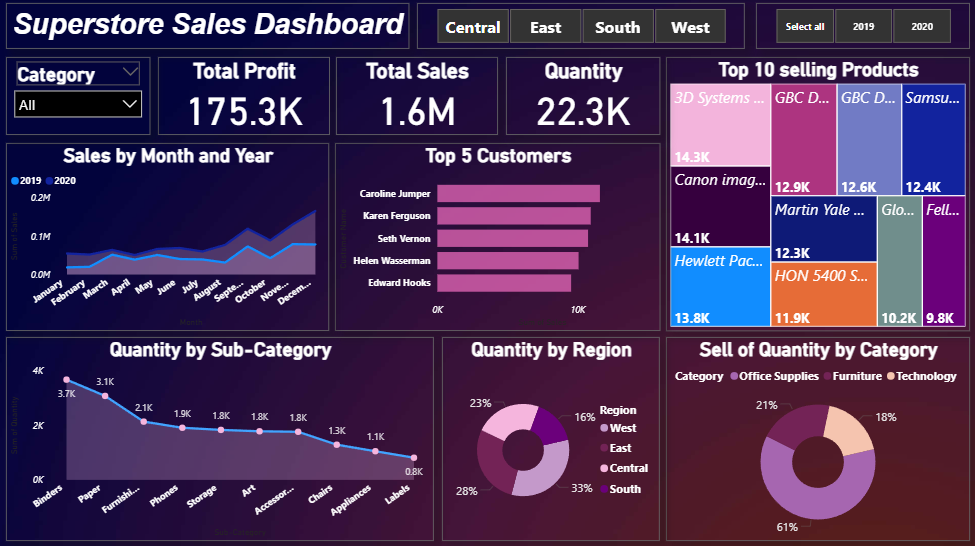 Superstore Sales Dashboard
Central East South West
Select all 2019 2020
Category
All
Total Profit
175.3K
Total Sales
1.6M
Quantity
22.3K
Top 10 selling Products
3D Systems ...
14.3K
GBC D...
12.9K
GBC D...
12.6K
Samsu...
12.4K
Canon imag...
14.1K
Martin Yale ...
12.3K
Glo...
10.2K
Fell...
9.8K
Hewlett Pac...
13.8K
HON 5400 S...
11.9K
Sales by Month and Year
2019 2020
0.2M
0.1M
0.0M
Sum of Sales
January February March April May June July August Septe... October Nove... Decem...
Month
Top 5 Customers
Customer Name
Caroline Jumper
Karen Ferguson
Seth Vernon
Helen Wasserman
Edward Hooks
0K 10K
Quantity by Sub-Category
4K
2K
0K
Sum of Quantity
3.7K 3.1K 2.1K 1.9K 1.8K 1.8K 1.8K 1.3K 1.1K 0.8K
Binders Paper Furnishi... Phones Storage Art Accessor... Chairs Appliances Labels
Sub-Category
Quantity by Region
23%
16%
28%
33%
Region
West
East
Central
South
Sell of Quantity by Category
Category Office Supplies Furniture Technology
21%
18%
61%